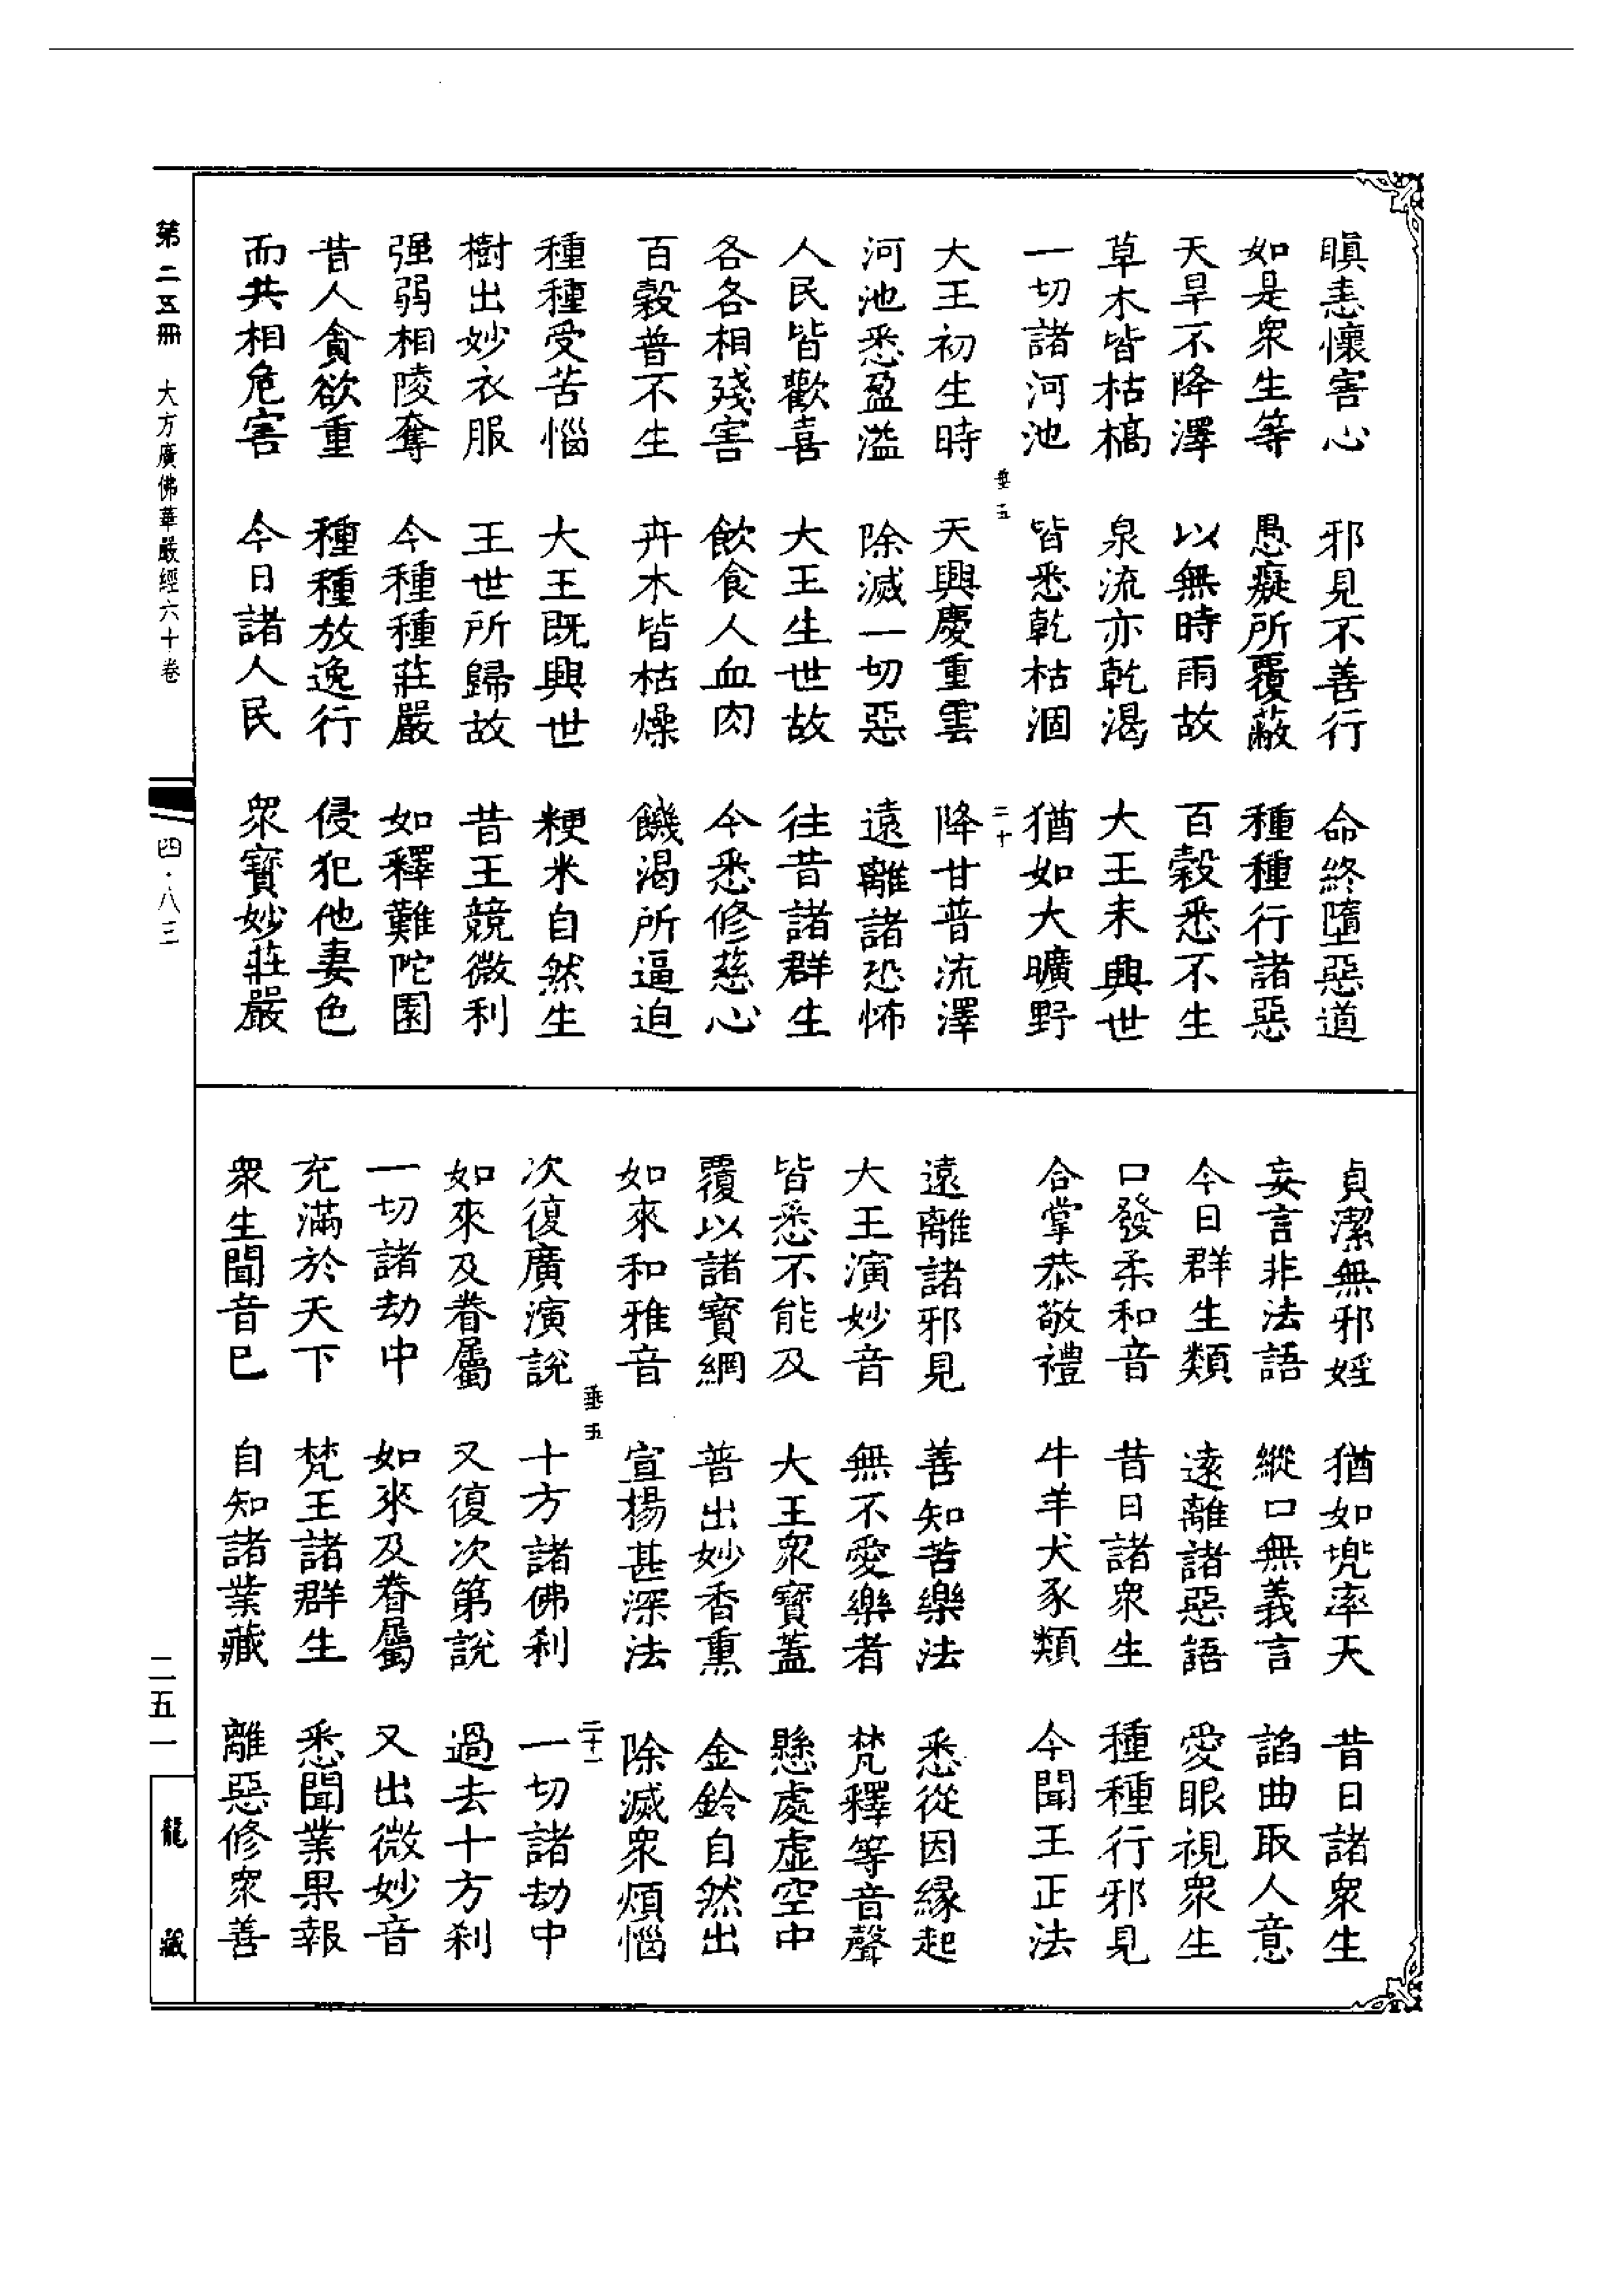 瞋恚懷害心　邪見不善行　命終墮惡道
如是衆生等　愚癡所覆蔽　種種行諸惡
天旱不降澤　以無時雨故　百穀悉不生
草木皆枯槁　泉流亦乾渴　大王未興世
一切諸河池　皆悉乾枯涸　猶如大曠野
垂五　二十
大王初生時　天興慶重雲　降甘普流澤
河池悉盈溢　除滅一切惡　遠離諸恐怖
人民皆歡喜　大王生世故　往昔諸群生
各各相殘害　飲食人血肉　今悉修慈心
百穀普不生　卉木皆枯燥　饑渴所逼迫
種種受苦惱　大王既興世　粳米自然生
樹出妙衣服　王世所歸故　昔王競微利
强弱相陵奪　今種種莊嚴　如釋難陀園
昔人貪欲重　種種放逸行　侵犯他妻色
而共相危害　今日諸人民　衆寶妙莊嚴
貞潔無邪婬　猶如兜率天　昔日諸衆生
妄言非法語　縱口無義言　諂曲取人意
今日群生類　遠離諸惡語　愛眼視衆生
口發柔和音　昔日諸衆生　種種行邪見
合掌恭敬禮　牛羊犬豕類　今聞王正法
遠離諸邪見　善知苦樂法　悉從因緣起
大王演妙音　無不愛樂者　梵釋等音聲
皆悉不能及　大王衆寶蓋　懸處虛空中
覆以諸寶網　普出妙香熏　金鈴自然出
如來和雅音　宣揚甚深法　除滅衆煩惱
垂五　二十一
次復廣演說　十方諸佛刹　一切諸劫中
如來及眷屬　又復次第說　過去十方刹
一切諸劫中　如來及眷屬　又出微妙音
充滿於天下　梵王諸群生　悉聞業果報
衆生聞音已　自知諸業藏　離惡修衆善
第二五冊　大方廣佛華嚴經六十卷　四·八三
二五一　龍藏